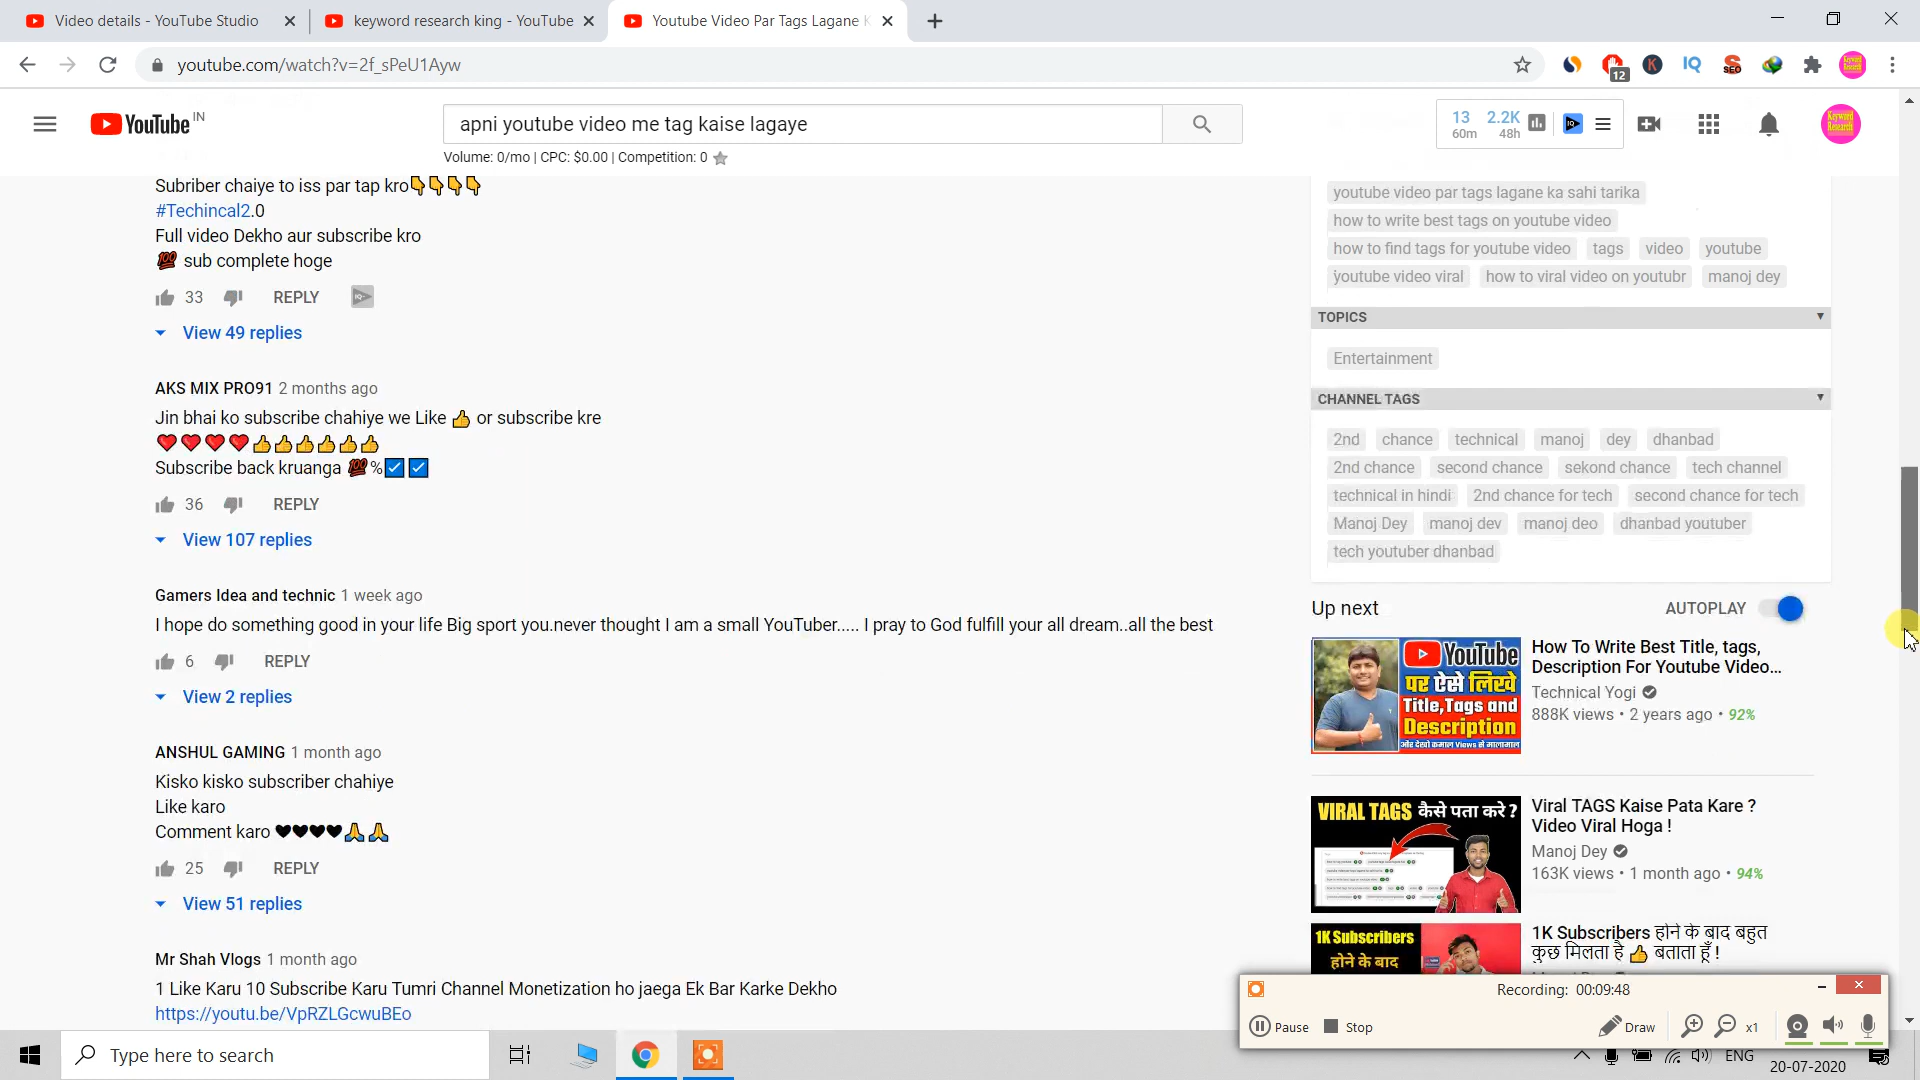 Video details - YouTube Studio
keyword research king - YouTube
Youtube Video Par Tags Lagane K
youtube.com/watch?v=2f_sPeU1Ayw
12
K
IQ
SEO
YouTube IN
apni youtube video me tag kaise lagaye
13 60m
2.2K 48h
Keyword Research
Volume: 0/mo | CPC: $0.00 | Competition: 0
Subriber chaiye to iss par tap kro👇👇👇👇
#Techincal2.0
Full video Dekho aur subscribe kro
💯 sub complete hoge
33 REPLY
View 49 replies
AKS MIX PRO91 2 months ago
Jin bhai ko subscribe chahiye we Like 👍 or subscribe kre
❤️❤️❤️❤️👍👍👍👍👍👍
Subscribe back kruanga 💯%☑️☑️
36 REPLY
View 107 replies
Gamers Idea and technic 1 week ago
I hope do something good in your life Big sport you.never thought I am a small YouTuber..... I pray to God fulfill your all dream..all the best
6 REPLY
View 2 replies
ANSHUL GAMING 1 month ago
Kisko kisko subscriber chahiye
Like karo
Comment karo 🖤🖤🖤🖤🙏🙏
25 REPLY
View 51 replies
Mr Shah Vlogs 1 month ago
1 Like Karu 10 Subscribe Karu Tumri Channel Monetization ho jaega Ek Bar Karke Dekho
https://youtu.be/VpRZLGcwuBEo
youtube video par tags lagane ka sahi tarika
how to write best tags on youtube video
how to find tags for youtube video tags video youtube
youtube video viral how to viral video on youtubr manoj dey
TOPICS
Entertainment
CHANNEL TAGS
2nd chance technical manoj dey dhanbad
2nd chance second chance sekond chance tech channel
technical in hindi 2nd chance for tech second chance for tech
Manoj Dey manoj dev manoj deo dhanbad youtuber
tech youtuber dhanbad
Up next AUTOPLAY
YouTube
पर ऐसे लिखे
Title,Tags and
Description
और देखो कमाल Views से मालामाल
How To Write Best Title, tags,
Description For Youtube Video...
Technical Yogi
888K views • 2 years ago • 92%
VIRAL TAGS कैसे पता करे ?
Viral TAGS Kaise Pata Kare ?
Video Viral Hoga !
Manoj Dey
163K views • 1 month ago • 94%
1K Subscribers
होने के बाद
1K Subscribers होने के बाद बहुत
कुछ मिलता है 👍 बताता हूँ !
Recording: 00:09:48
Pause Stop Draw x1
Type here to search
ENG
20-07-2020